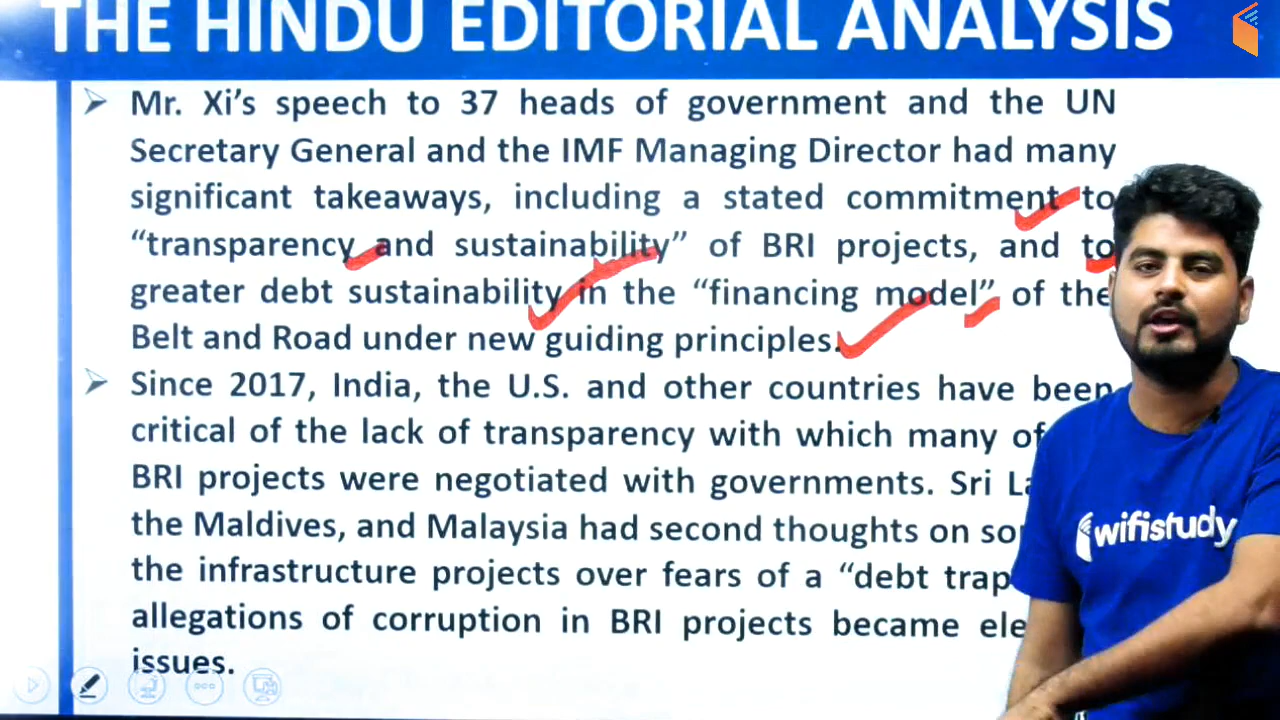 THE HINDU EDITORIAL ANALYSIS
Mr. Xi’s speech to 37 heads of government and the UN
Secretary General and the IMF Managing Director had many
significant takeaways, including a stated commitment to
“transparency and sustainability” of BRI projects, and to
greater debt sustainability in the “financing model” of the
Belt and Road under new guiding principles.
Since 2017, India, the U.S. and other countries have been
critical of the lack of transparency with which many of
BRI projects were negotiated with governments. Sri
the Maldives, and Malaysia had second thoughts on
the infrastructure projects over fears of a “debt trap
allegations of corruption in BRI projects became
issues.
wifistudy